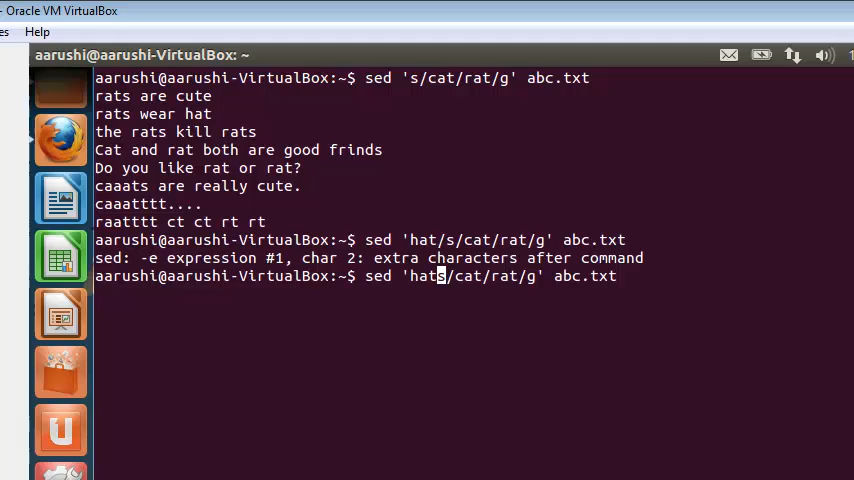 - Oracle VM VirtualBox
es Help
aarushi@aarushi-VirtualBox: ~
aarushi@aarushi-VirtualBox:~$ sed 's/cat/rat/g' abc.txt
rats are cute
rats wear hat
the rats kill rats
Cat and rat both are good frinds
Do you like rat or rat?
caaats are really cute.
caaatttt....
raatttt ct ct rt rt
aarushi@aarushi-VirtualBox:~$ sed 'hat/s/cat/rat/g' abc.txt
sed: -e expression #1, char 2: extra characters after command
aarushi@aarushi-VirtualBox:~$ sed 'hats/cat/rat/g' abc.txt